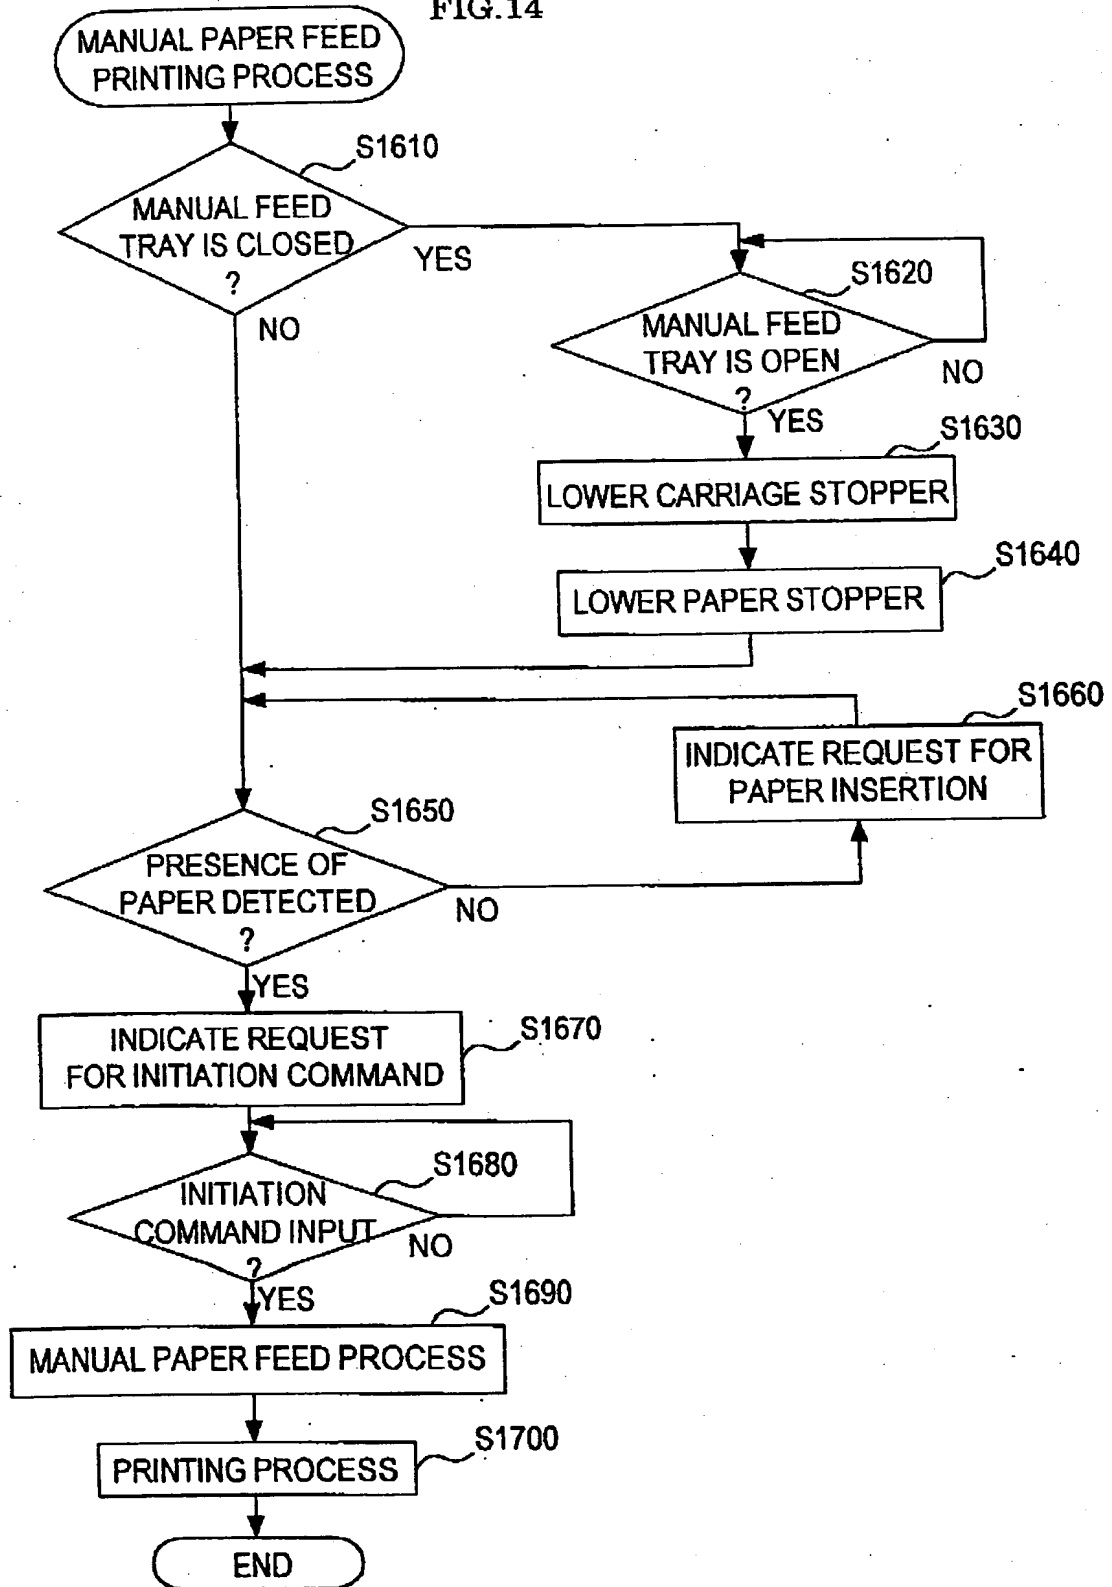 FIG.14
MANUAL PAPER FEED
PRINTING PROCESS
S1610
MANUAL FEED
TRAY IS CLOSED
?
YES
NO
S1620
MANUAL FEED
TRAY IS OPEN
?
NO
YES
S1630
LOWER CARRIAGE STOPPER
S1640
LOWER PAPER STOPPER
S1660
INDICATE REQUEST FOR
PAPER INSERTION
S1650
PRESENCE OF
PAPER DETECTED
?
NO
YES
S1670
INDICATE REQUEST
FOR INITIATION COMMAND
S1680
INITIATION
COMMAND INPUT
?
NO
YES
S1690
MANUAL PAPER FEED PROCESS
S1700
PRINTING PROCESS
END